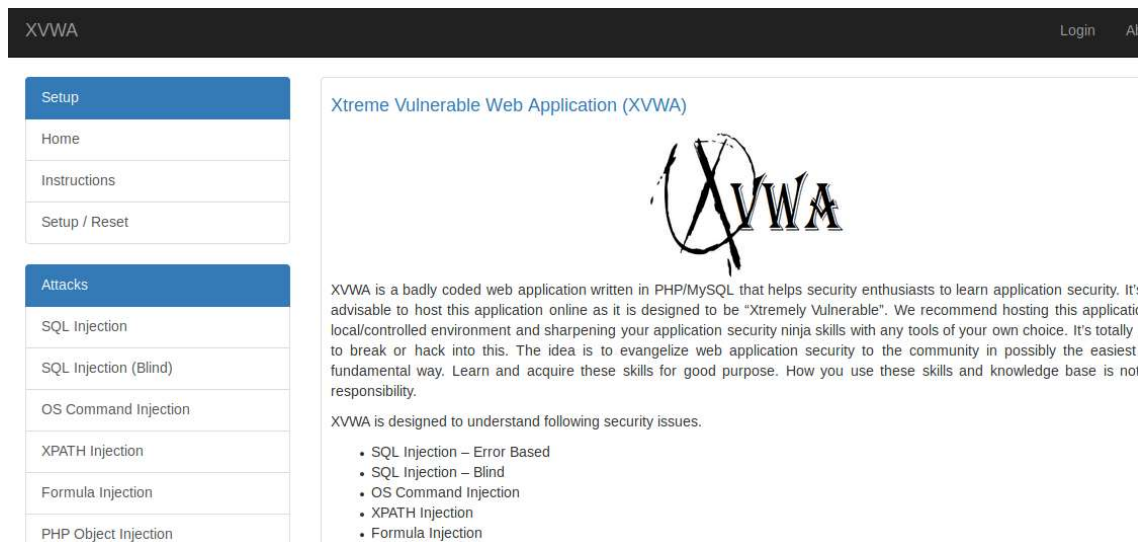 XVWA
Login
Setup
Home
Instructions
Setup / Reset
Attacks
SQL Injection
SQL Injection (Blind)
OS Command Injection
XPATH Injection
Formula Injection
PHP Object Injection
Xtreme Vulnerable Web Application (XVWA)
XVWA
XVWA is a badly coded web application written in PHP/MySQL that helps security enthusiasts to learn application security. It's
advisable to host this application online as it is designed to be “Xtremely Vulnerable”. We recommend hosting this
local/controlled environment and sharpening your application security ninja skills with any tools of your own choice. It's totally
to break or hack into this. The idea is to evangelize web application security to the community in possibly the easiest
fundamental way. Learn and acquire these skills for good purpose. How you use these skills and knowledge base is not
responsibility.
XVWA is designed to understand following security issues.
• SQL Injection – Error Based
• SQL Injection – Blind
• OS Command Injection
• XPATH Injection
• Formula Injection